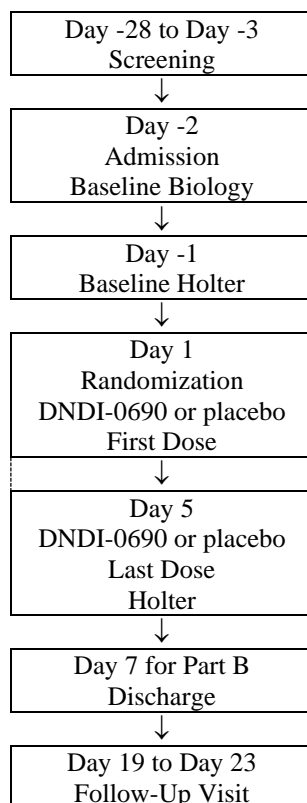 Day -28 to Day -3
Screening
↓
Day -2
Admission
Baseline Biology
↓
Day -1
Baseline Holter
↓
Day 1
Randomization
DNDI-0690 or placebo
First Dose
↓
Day 5
DNDI-0690 or placebo
Last Dose
Holter
↓
Day 7 for Part B
Discharge
↓
Day 19 to Day 23
Follow-Up Visit